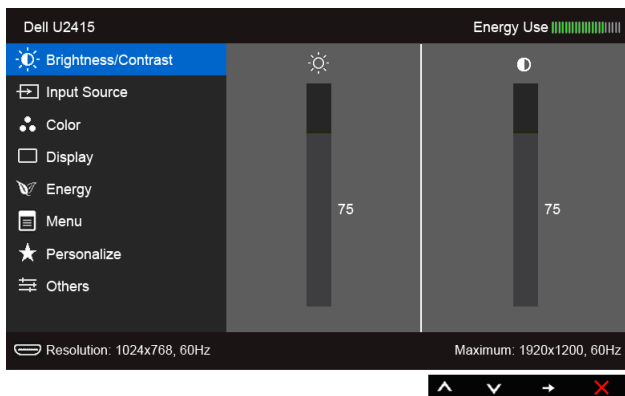 Dell U2415
Energy Use
Brightness/Contrast
Input Source
Color
Display
Energy
Menu
Personalize
Others
75
75
Resolution: 1024x768, 60Hz
Maximum: 1920x1200, 60Hz